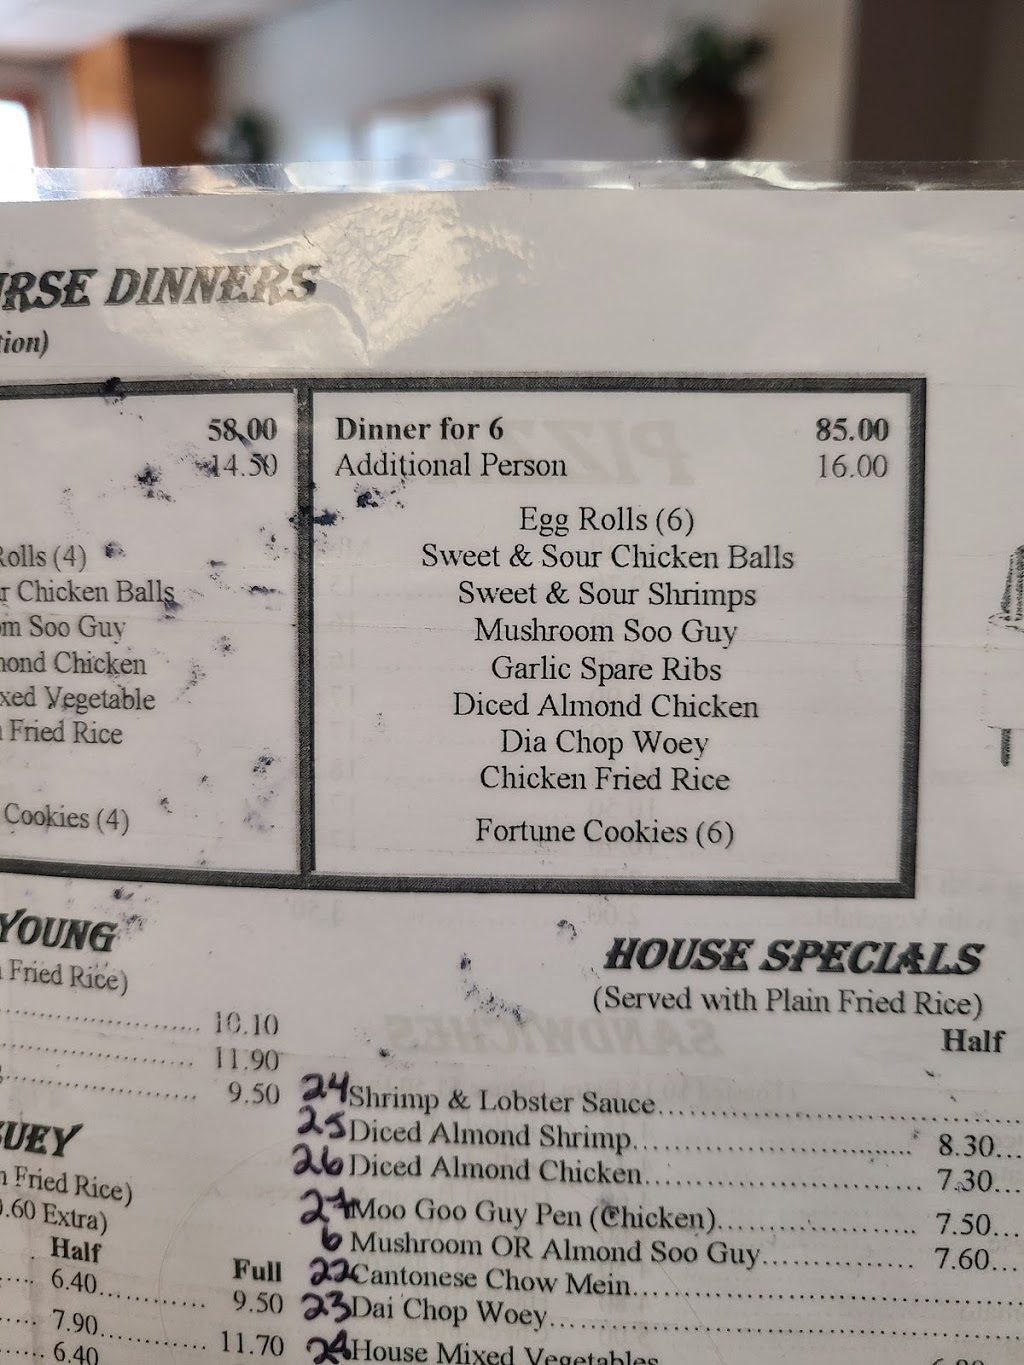 RSE DINNERS
tion)
58.00
14.50
Rolls (4)
r Chicken Balls
om Soo Guy
mond Chicken
xed Vegetable
Fried Rice
Cookies (4)
Dinner for 6 85.00
Additional Person 16.00
Egg Rolls (6)
Sweet & Sour Chicken Balls
Sweet & Sour Shrimps
Mushroom Soo Guy
Garlic Spare Ribs
Diced Almond Chicken
Dia Chop Woey
Chicken Fried Rice
Fortune Cookies (6)
YOUNG
Fried Rice)
10.10
11.90
9.50
SUEY
n Fried Rice)
0.60 Extra)
Half Full
6.40 9.50
7.90 11.70
6.40
HOUSE SPECIALS
(Served with Plain Fried Rice)
Half
24 Shrimp & Lobster Sauce
25 Diced Almond Shrimp 8.30
26 Diced Almond Chicken 7.30
27 Moo Goo Guy Pen (Chicken) 7.50
6 Mushroom OR Almond Soo Guy 7.60
22 Cantonese Chow Mein
23 Dai Chop Woey
House Mixed Vegetables